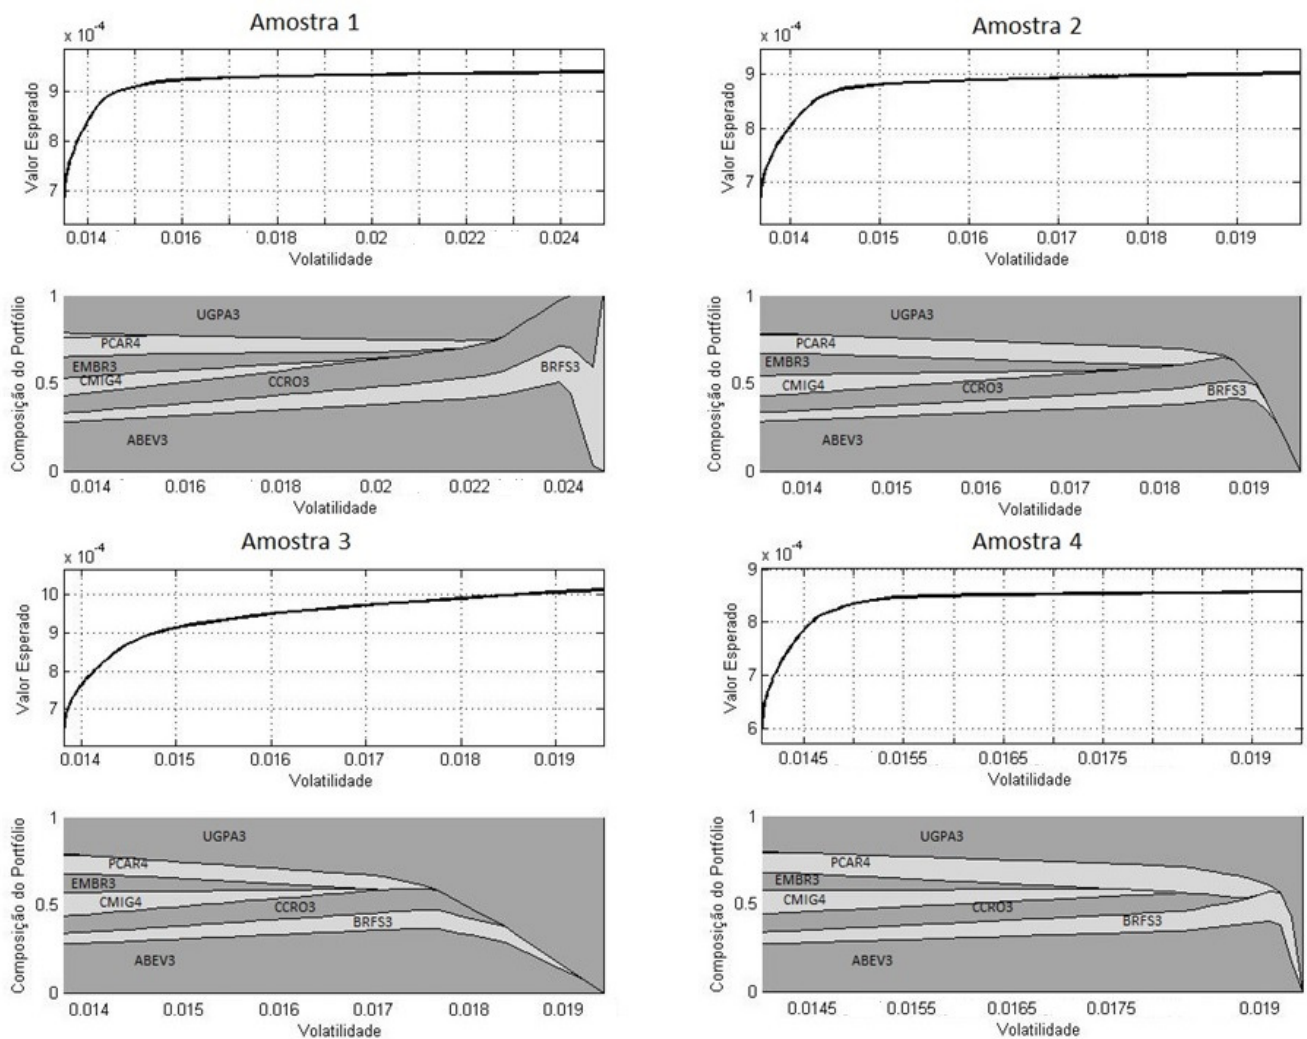 Amostra 1
x 10⁻⁴
Valor Esperado
9
8
7
0.014 0.016 0.018 0.02 0.022 0.024
Volatilidade
Composição do Portfólio
1
0.5
0
UGPA3
PCAR4
EMBR3
CMIG4
CCRO3
BRFS3
ABEV3
0.014 0.016 0.018 0.02 0.022 0.024
Volatilidade
Amostra 2
x 10⁻⁴
Valor Esperado
9
8
7
0.014 0.015 0.016 0.017 0.018 0.019
Volatilidade
Composição do Portfólio
1
0.5
0
UGPA3
PCAR4
EMBR3
CMIG4
CCRO3
BRFS3
ABEV3
0.014 0.015 0.016 0.017 0.018 0.019
Volatilidade
Amostra 3
x 10⁻⁴
Valor Esperado
10
9
8
7
0.014 0.015 0.016 0.017 0.018 0.019
Volatilidade
Composição do Portfólio
1
0.5
0
UGPA3
PCAR4
EMBR3
CMIG4
CCRO3
BRFS3
ABEV3
0.014 0.015 0.016 0.017 0.018 0.019
Volatilidade
Amostra 4
x 10⁻⁴
Valor Esperado
9
8
7
6
0.0145 0.0155 0.0165 0.0175 0.019
Volatilidade
Composição do Portfólio
1
0.5
0
UGPA3
PCAR4
EMBR3
CMIG4
CCRO3
BRFS3
ABEV3
0.0145 0.0155 0.0165 0.0175 0.019
Volatilidade